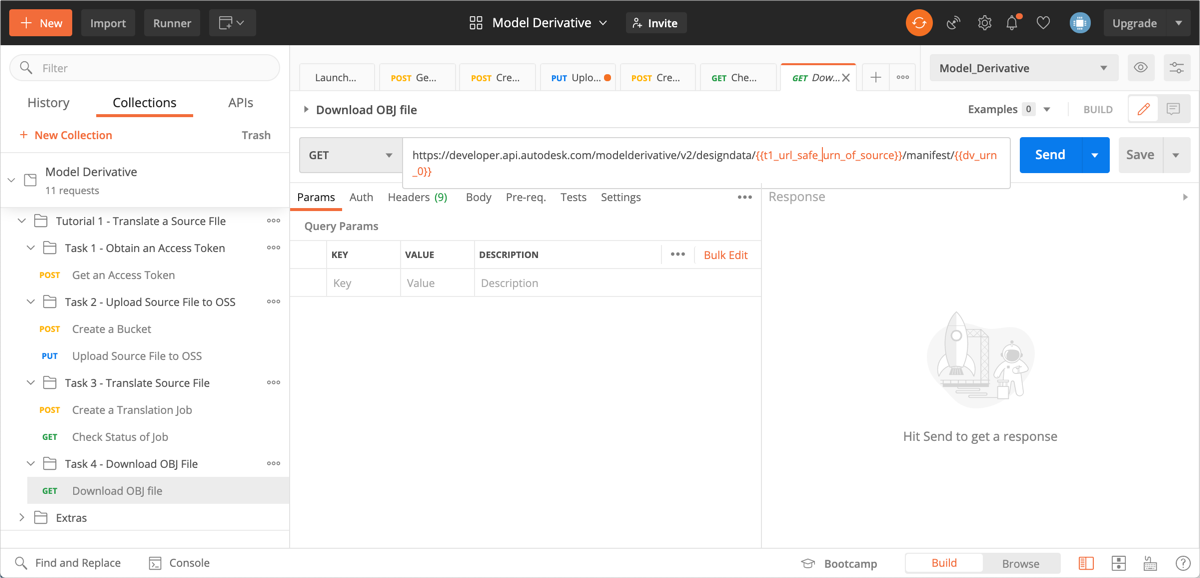 New
Import
Runner
Model Derivative
Invite
Upgrade
Filter
History
Collections
APIs
New Collection
Trash
Model Derivative
11 requests
Tutorial 1 - Translate a Source FIle
Task 1 - Obtain an Access Token
POST Get an Access Token
Task 2 - Upload Source File to OSS
POST Create a Bucket
PUT Upload Source File to OSS
Task 3 - Translate Source File
POST Create a Translation Job
GET Check Status of Job
Task 4 - Download OBJ File
GET Download OBJ file
Extras
Launch...
POST Ge...
POST Cre...
PUT Uplo...
POST Cre...
GET Che...
GET Dow...
Model_Derivative
Download OBJ file
Examples 0
BUILD
GET
https://developer.api.autodesk.com/modelderivative/v2/designdata/{{t1_url_safe_urn_of_source}}/manifest/{{dv_urn
_0}}
Send
Save
Params Auth Headers (9) Body Pre-req. Tests Settings
Response
Query Params
KEY VALUE DESCRIPTION
Bulk Edit
Key Value Description
Hit Send to get a response
Find and Replace
Console
Bootcamp
Build
Browse